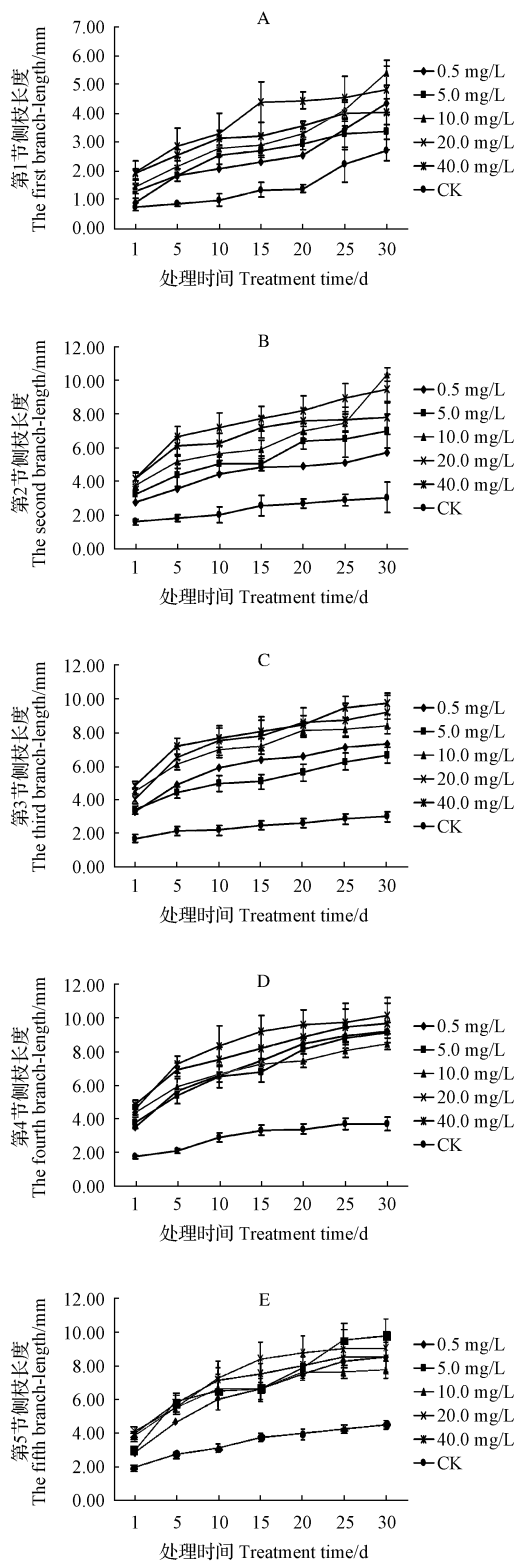 A
第1节侧枝长度
The first branch-length/mm
7.00
6.00
5.00
4.00
3.00
2.00
1.00
0.00
1 5 10 15 20 25 30
处理时间 Treatment time/d
0.5 mg/L
5.0 mg/L
10.0 mg/L
20.0 mg/L
40.0 mg/L
CK
B
第2节侧枝长度
The second branch-length/mm
12.00
10.00
8.00
6.00
4.00
2.00
0.00
1 5 10 15 20 25 30
处理时间 Treatment time/d
0.5 mg/L
5.0 mg/L
10.0 mg/L
20.0 mg/L
40.0 mg/L
CK
C
第3节侧枝长度
The third branch-length/mm
12.00
10.00
8.00
6.00
4.00
2.00
0.00
1 5 10 15 20 25 30
处理时间 Treatment time/d
0.5 mg/L
5.0 mg/L
10.0 mg/L
20.0 mg/L
40.0 mg/L
CK
D
第4节侧枝长度
The fourth branch-length/mm
12.00
10.00
8.00
6.00
4.00
2.00
0.00
1 5 10 15 20 25 30
处理时间 Treatment time/d
0.5 mg/L
5.0 mg/L
10.0 mg/L
20.0 mg/L
40.0 mg/L
CK
E
第5节侧枝长度
The fifth branch-length/mm
12.00
10.00
8.00
6.00
4.00
2.00
0.00
1 5 10 15 20 25 30
处理时间 Treatment time/d
0.5 mg/L
5.0 mg/L
10.0 mg/L
20.0 mg/L
40.0 mg/L
CK